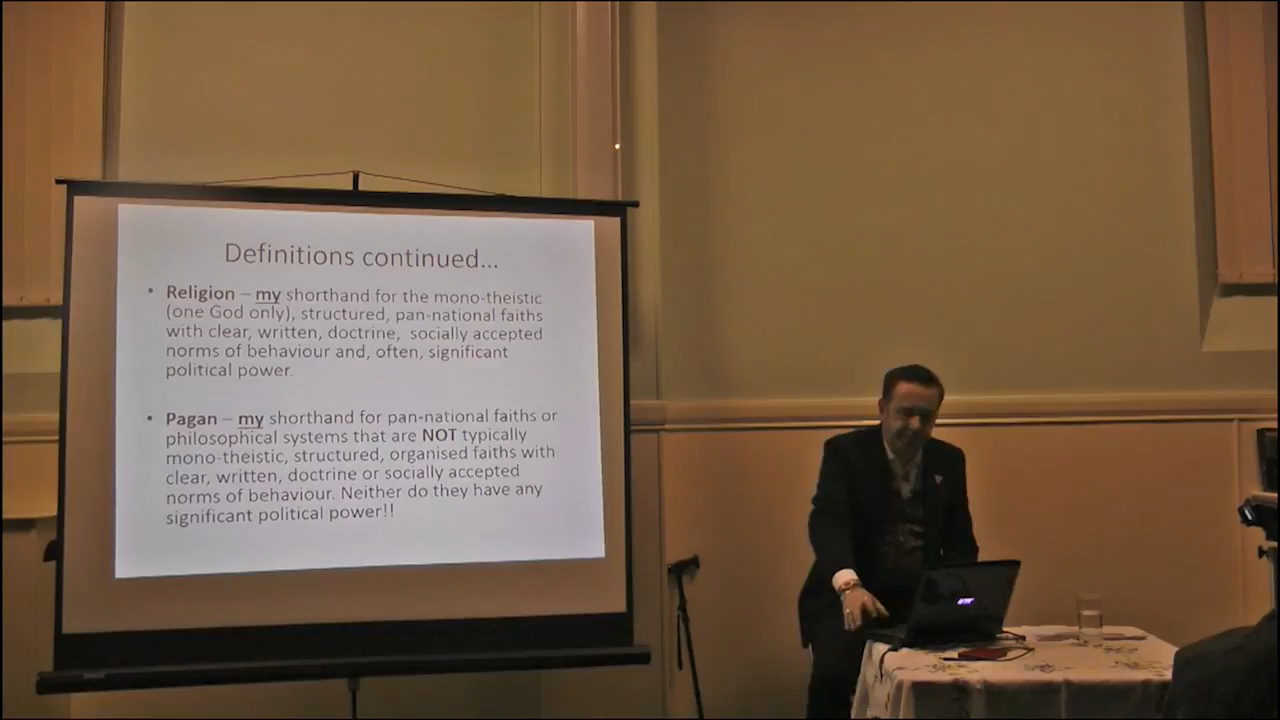 Definitions continued...
• Religion – my shorthand for the mono-theistic
(one God only), structured, pan-national faiths
with clear, written, doctrine, socially accepted
norms of behaviour and, often, significant
political power.
• Pagan – my shorthand for pan-national faiths or
philosophical systems that are NOT typically
mono-theistic, structured, organised faiths with
clear, written, doctrine or socially accepted
norms of behaviour. Neither do they have any
significant political power!!